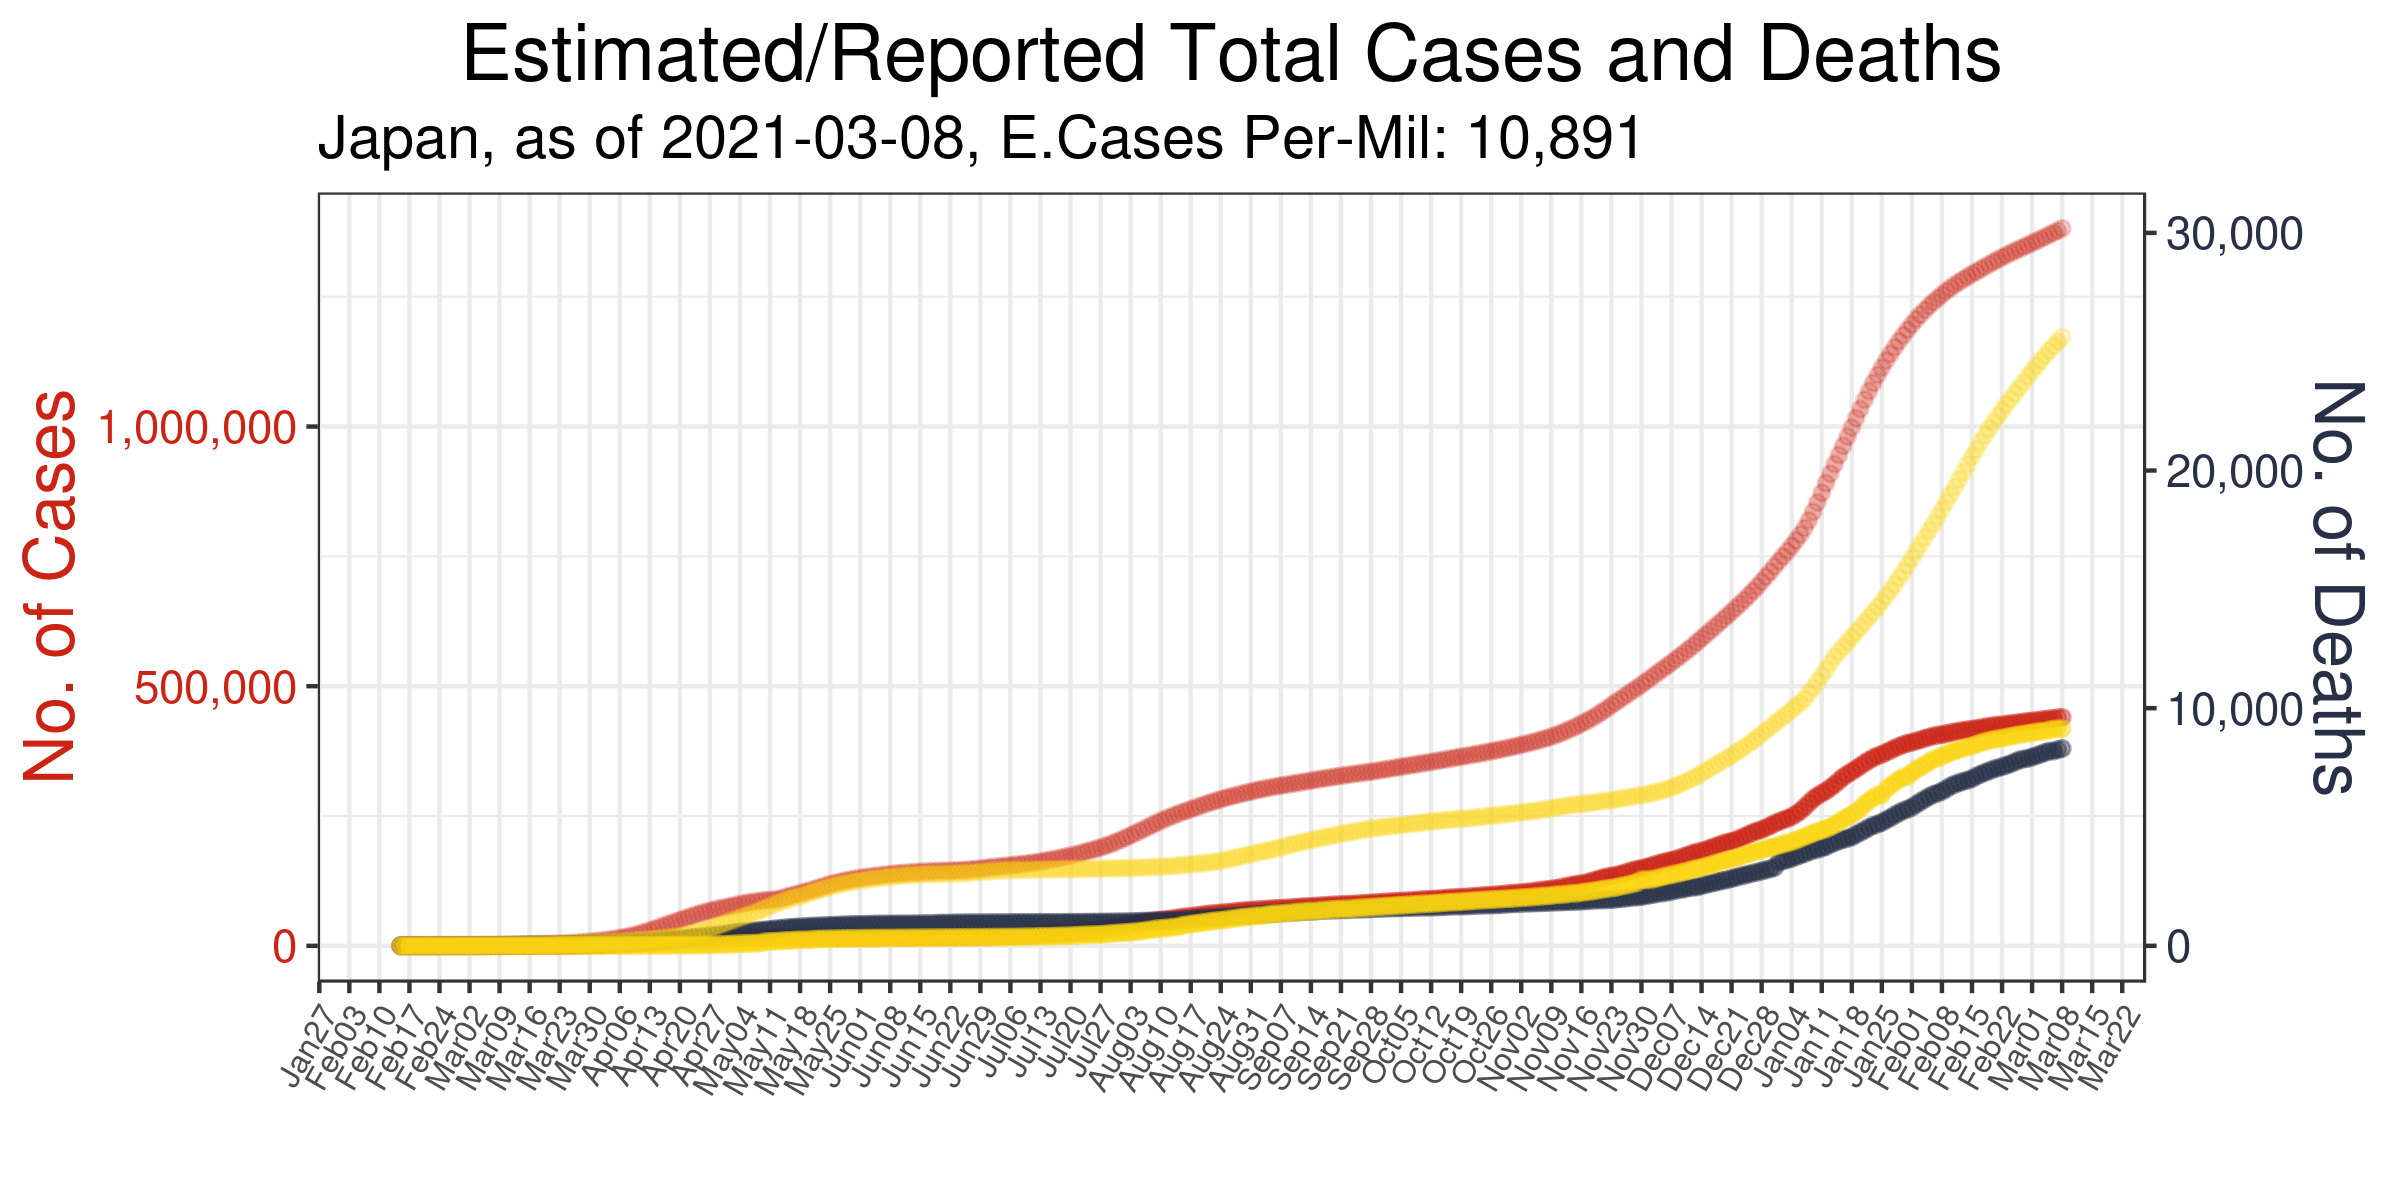 Estimated/Reported Total Cases and Deaths
Japan, as of 2021-03-08, E.Cases Per-Mil: 10,891
No. of Cases
1,000,000
500,000
0
30,000
20,000
10,000
0
No. of Deaths
Jan27
Feb03
Feb10
Feb17
Feb24
Mar02
Mar09
Mar16
Mar23
Mar30
Apr06
Apr13
Apr20
Apr27
May04
May11
May18
May25
Jun01
Jun08
Jun15
Jun22
Jun29
Jul06
Jul13
Jul20
Jul27
Aug03
Aug10
Aug17
Aug24
Aug31
Sep07
Sep14
Sep21
Sep28
Oct05
Oct12
Oct19
Oct26
Nov02
Nov09
Nov16
Nov23
Nov30
Dec07
Dec14
Dec21
Dec28
Jan04
Jan11
Jan18
Jan25
Feb01
Feb08
Feb15
Feb22
Mar01
Mar08
Mar15
Mar22